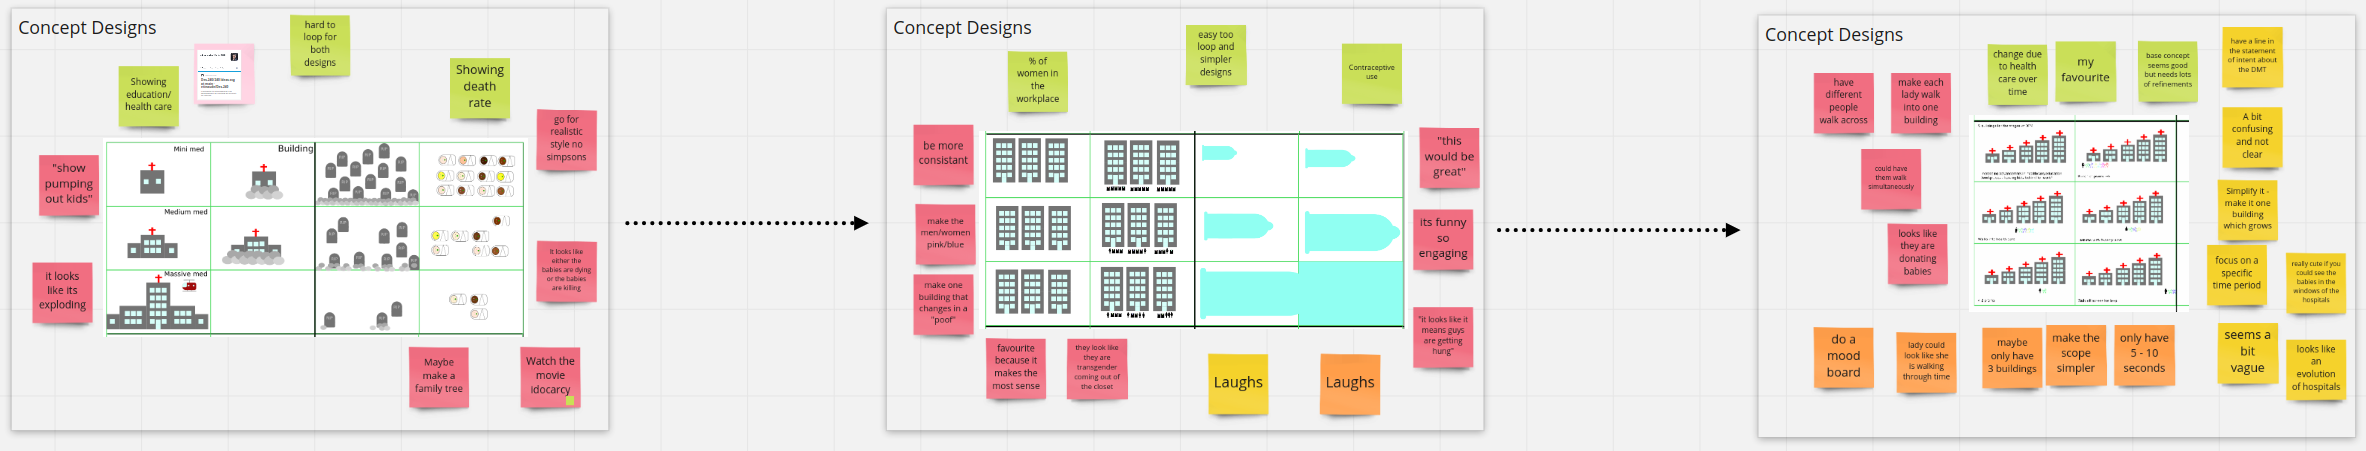 Concept Designs
hard to
loop for
both
designs
Showing
education/
health care
Showing
death
rate
go for
realistic
style no
simpsons
"show
pumping
out kids"
it looks
like its
exploding
Mini med
Building
Medium med
Massive med
It looks like
either the
babies are dying
or the babies
are killing
Maybe
make a
family tree
Watch the
movie
idocarcy
Concept Designs
% of
women in
the
workplace
easy too
loop and
simpler
designs
Contraceptive
use
be more
consistant
make the
men/women
pink/blue
make one
building that
changes in a
"poof"
"this
would be
great"
its funny
so
engaging
"it looks like it
means guys
are getting
hung"
favourite
because it
makes the
most sense
they look like
they are
transgender
coming out of
the closet
Laughs
Laughs
Concept Designs
have
different
people
walk across
make each
lady walk
into one
building
could have
them walk
simultaneously
looks like
they are
donating
babies
change due
to health
care over
time
my
favourite
base concept
seems good
but needs lots
of refinements
have a line in
the statement
of intent about
the DMT
A bit
confusing
and not
clear
Simplify it -
make it one
building
which grows
focus on a
specific
time period
really cute if you
could see the
babies in the
windows of the
hospitals
do a
mood
board
lady could
look like she
is walking
through time
maybe
only have
3 buildings
make the
scope
simpler
only have
5 - 10
seconds
seems a
bit
vague
looks like
an
evolution
of hospitals